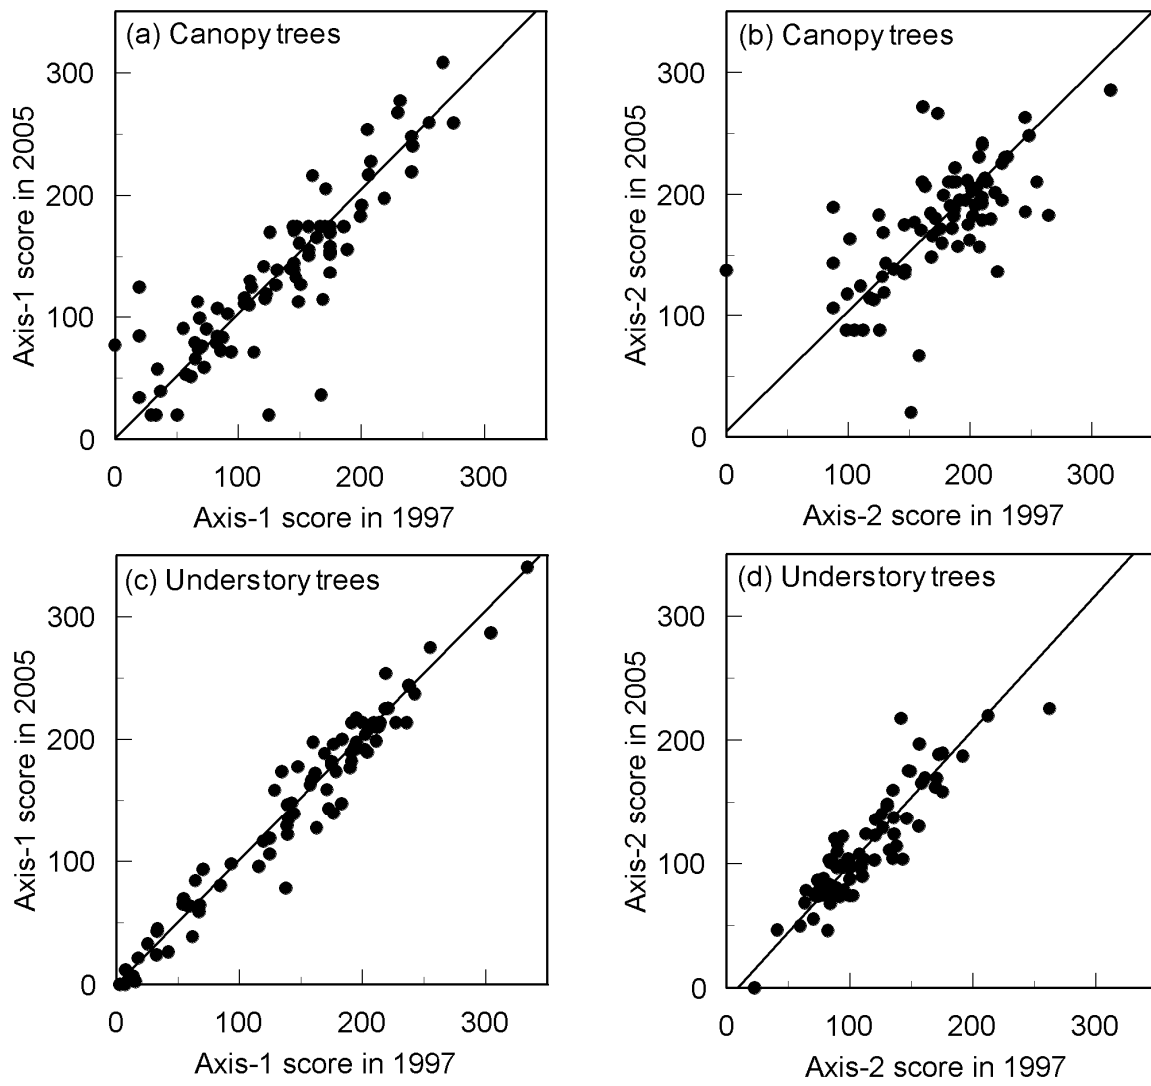 (a) Canopy trees
300
200
100
0
0 100 200 300
Axis-1 score in 2005
Axis-1 score in 1997
(b) Canopy trees
300
200
100
0
0 100 200 300
Axis-2 score in 2005
Axis-2 score in 1997
(c) Understory trees
300
200
100
0
0 100 200 300
Axis-1 score in 2005
Axis-1 score in 1997
(d) Understory trees
300
200
100
0
0 100 200 300
Axis-2 score in 2005
Axis-2 score in 1997